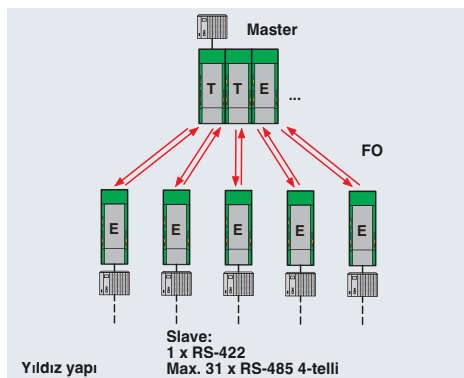 Master
T T E ...
FO
E E E E E
Slave:
1 x RS-422
Yıldız yapı Max. 31 x RS-485 4-telli